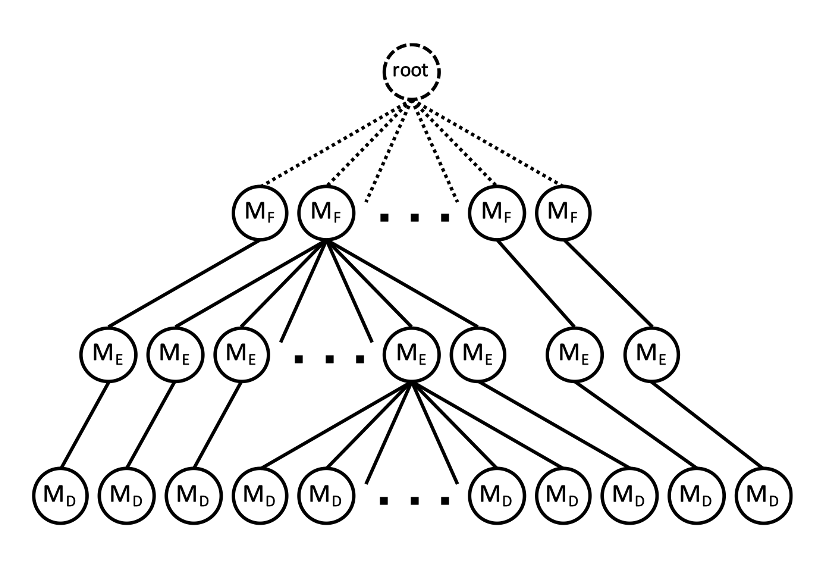 root
M_F M_F . . . M_F M_F
M_E M_E M_E . . . M_E M_E M_E M_E
M_D M_D M_D M_D M_D . . . M_D M_D M_D M_D M_D